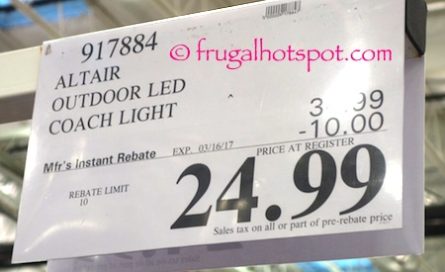 917884
© frugalhotspot.com
ALTAIR
OUTDOOR LED
COACH LIGHT
-10.00
Mfr's Instant Rebate EXP. 03/16/17 PRICE AT REGISTER
REBATE LIMIT
10
24.99
Sales tax on all or part of pre-rebate price